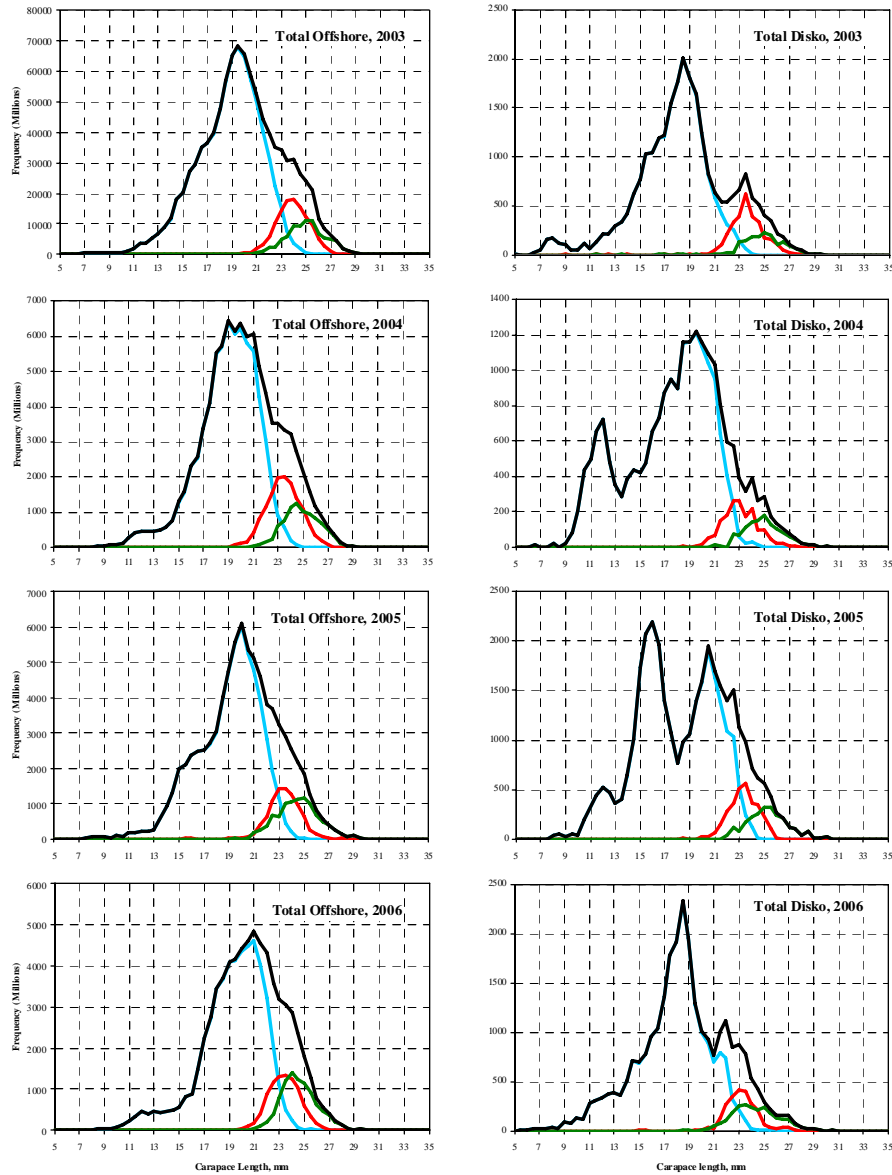 Total Offshore, 2003
Frequency (Millions)
80000
70000
60000
50000
40000
30000
20000
10000
0
5 7 9 11 13 15 17 19 21 23 25 27 29 31 33 35
Total Disko, 2003
2500
2000
1500
1000
500
0
5 7 9 11 13 15 17 19 21 23 25 27 29 31 33 35
Total Offshore, 2004
Frequency (Millions)
7000
6000
5000
4000
3000
2000
1000
0
5 7 9 11 13 15 17 19 21 23 25 27 29 31 33 35
Total Disko, 2004
1400
1200
1000
800
600
400
200
0
5 7 9 11 13 15 17 19 21 23 25 27 29 31 33 35
Total Offshore, 2005
Frequency (Millions)
7000
6000
5000
4000
3000
2000
1000
0
5 7 9 11 13 15 17 19 21 23 25 27 29 31 33 35
Total Disko, 2005
2500
2000
1500
1000
500
0
5 7 9 11 13 15 17 19 21 23 25 27 29 31 33 35
Total Offshore, 2006
Frequency (Millions)
6000
5000
4000
3000
2000
1000
0
5 7 9 11 13 15 17 19 21 23 25 27 29 31 33 35
Carapace Length, mm
Total Disko, 2006
2500
2000
1500
1000
500
0
5 7 9 11 13 15 17 19 21 23 25 27 29 31 33 35
Carapace length, mm